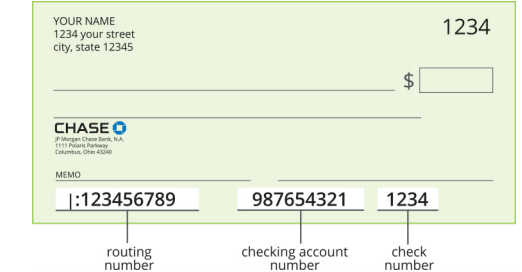 YOUR NAME
1234 your street
city, state 12345
1234
$
CHASE
JP Morgan Chase Bank, N.A.
1111 Polaris Parkway
Columbus, Ohio 43240
MEMO
|:123456789 987654321 1234
routing number
checking account number
check number